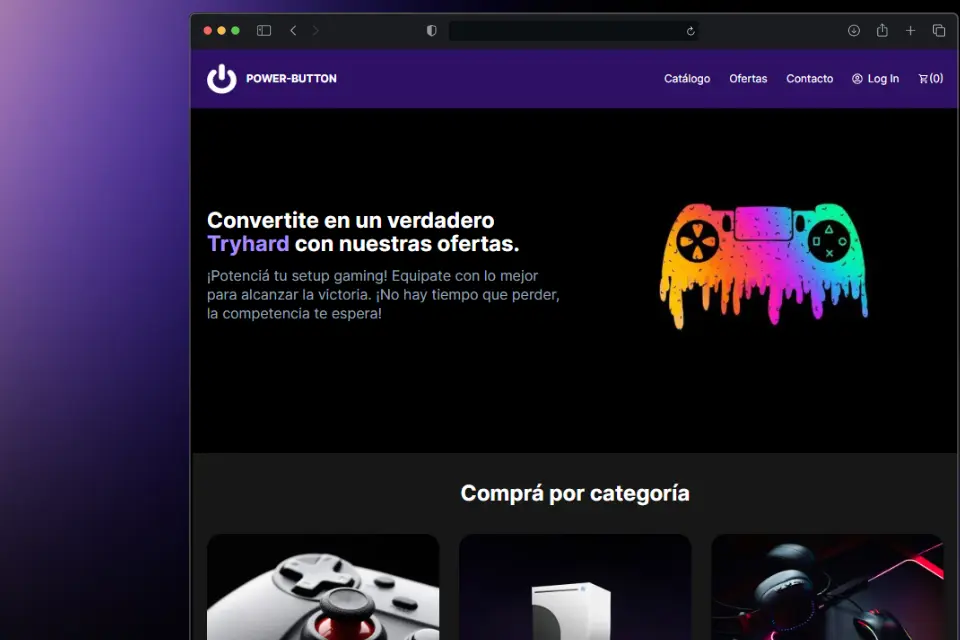 POWER-BUTTON
Catálogo
Ofertas
Contacto
Log In
(0)
Convertite en un verdadero
Tryhard con nuestras ofertas.
¡Potenciá tu setup gaming! Equipate con lo mejor
para alcanzar la victoria. ¡No hay tiempo que perder,
la competencia te espera!
Comprá por categoría